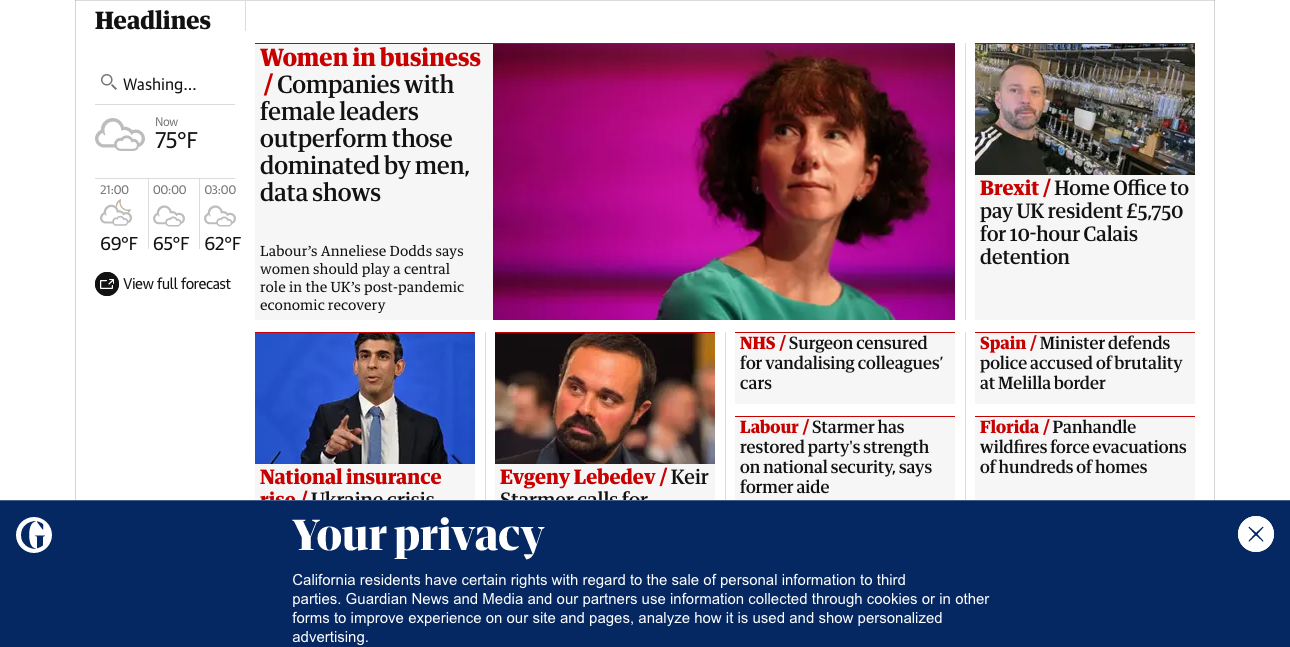 Headlines
Washing...
Now
75°F
21:00 00:00 03:00
69°F 65°F 62°F
View full forecast
Women in business
/ Companies with
female leaders
outperform those
dominated by men,
data shows
Labour’s Anneliese Dodds says
women should play a central
role in the UK’s post-pandemic
economic recovery
Brexit / Home Office to
pay UK resident £5,750
for 10-hour Calais
detention
National insurance
rise / Ukraine crisis
Evgeny Lebedev / Keir
Starmer calls for
NHS / Surgeon censured
for vandalising colleagues’
cars
Labour / Starmer has
restored party's strength
on national security, says
former aide
Spain / Minister defends
police accused of brutality
at Melilla border
Florida / Panhandle
wildfires force evacuations
of hundreds of homes
G
Your privacy
California residents have certain rights with regard to the sale of personal information to third
parties. Guardian News and Media and our partners use information collected through cookies or in other
forms to improve experience on our site and pages, analyze how it is used and show personalized
advertising.